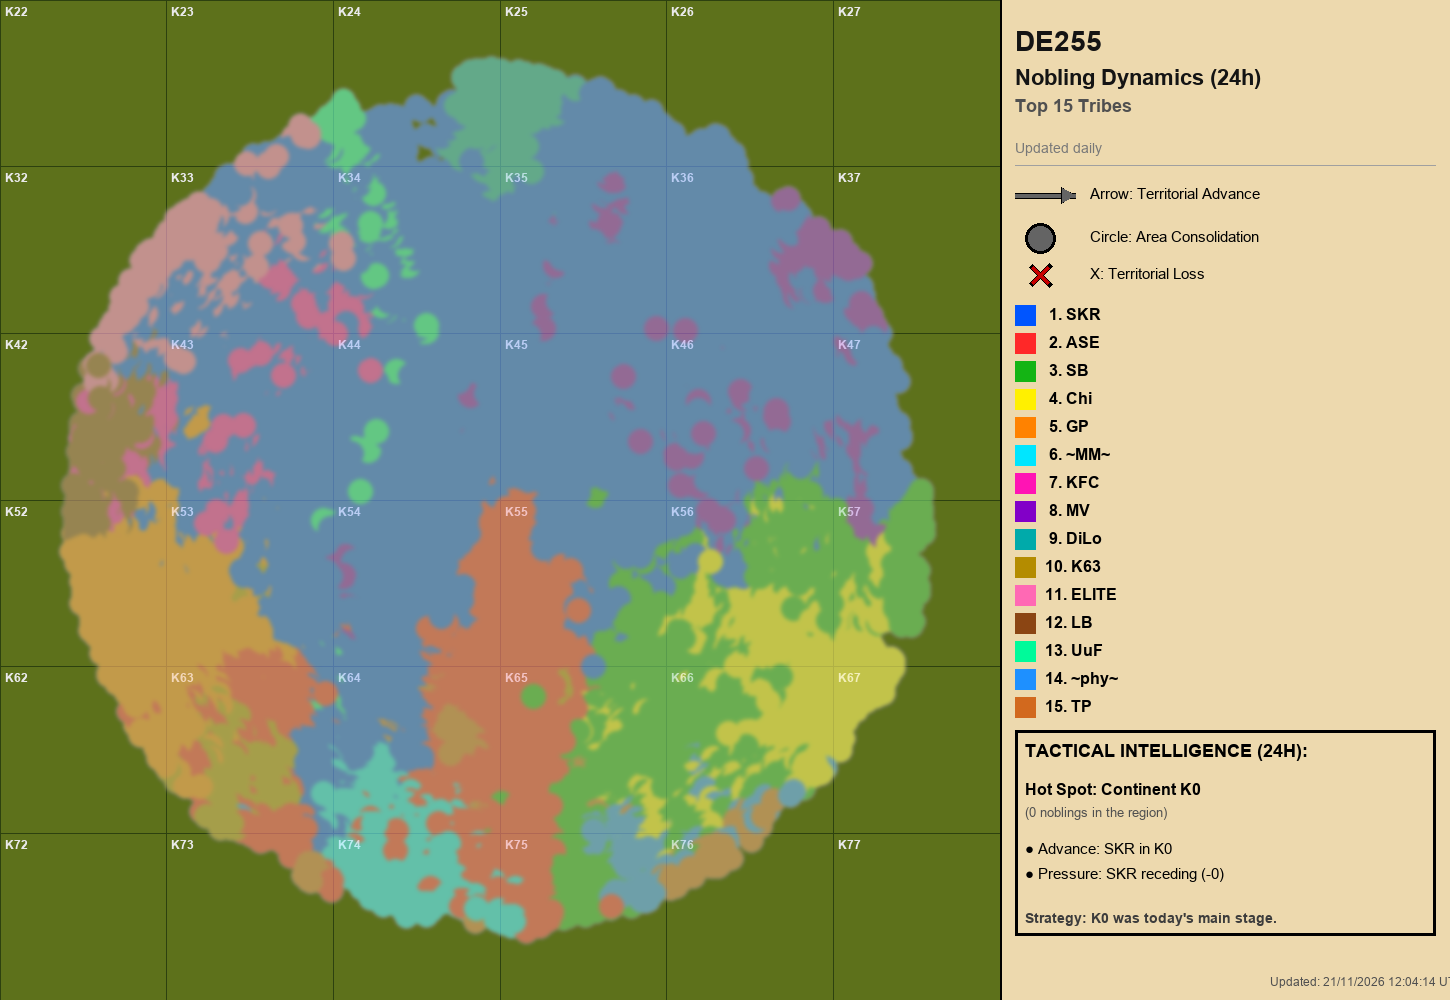 K22 K23 K24 K25 K26 K27
K32 K33 K34 K35 K36 K37
K42 K43 K44 K45 K46 K47
K52 K53 K54 K55 K56 K57
K62 K63 K64 K65 K66 K67
K72 K73 K74 K75 K76 K77
DE255
Nobling Dynamics (24h)
Top 15 Tribes
Updated daily
Arrow: Territorial Advance
Circle: Area Consolidation
X: Territorial Loss
1. SKR
2. ASE
3. SB
4. Chi
5. GP
6. ~MM~
7. KFC
8. MV
9. DiLo
10. K63
11. ELITE
12. LB
13. UuF
14. ~phy~
15. TP
TACTICAL INTELLIGENCE (24H):
Hot Spot: Continent K0
(0 noblings in the region)
● Advance: SKR in K0
● Pressure: SKR receding (-0)
Strategy: K0 was today's main stage.
Updated: 21/11/2026 12:04:14